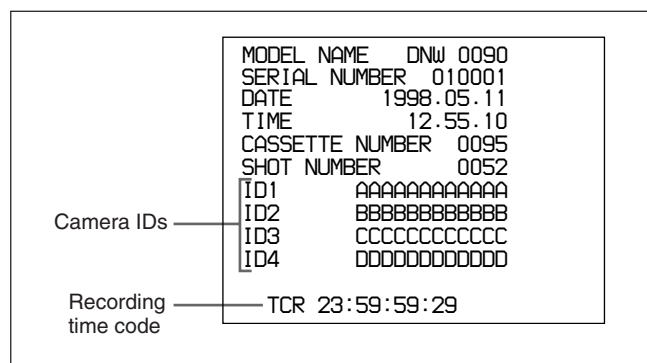 MODEL NAME DNW 0090
SERIAL NUMBER 010001
DATE 1998.05.11
TIME 12.55.10
CASSETTE NUMBER 0095
SHOT NUMBER 0052
ID1 AAAAAAAAAAAA
ID2 BBBBBBBBBBBB
ID3 CCCCCCCCCCCC
ID4 DDDDDDDDDDDD
Camera IDs
TCR 23:59:59:29
Recording
time code